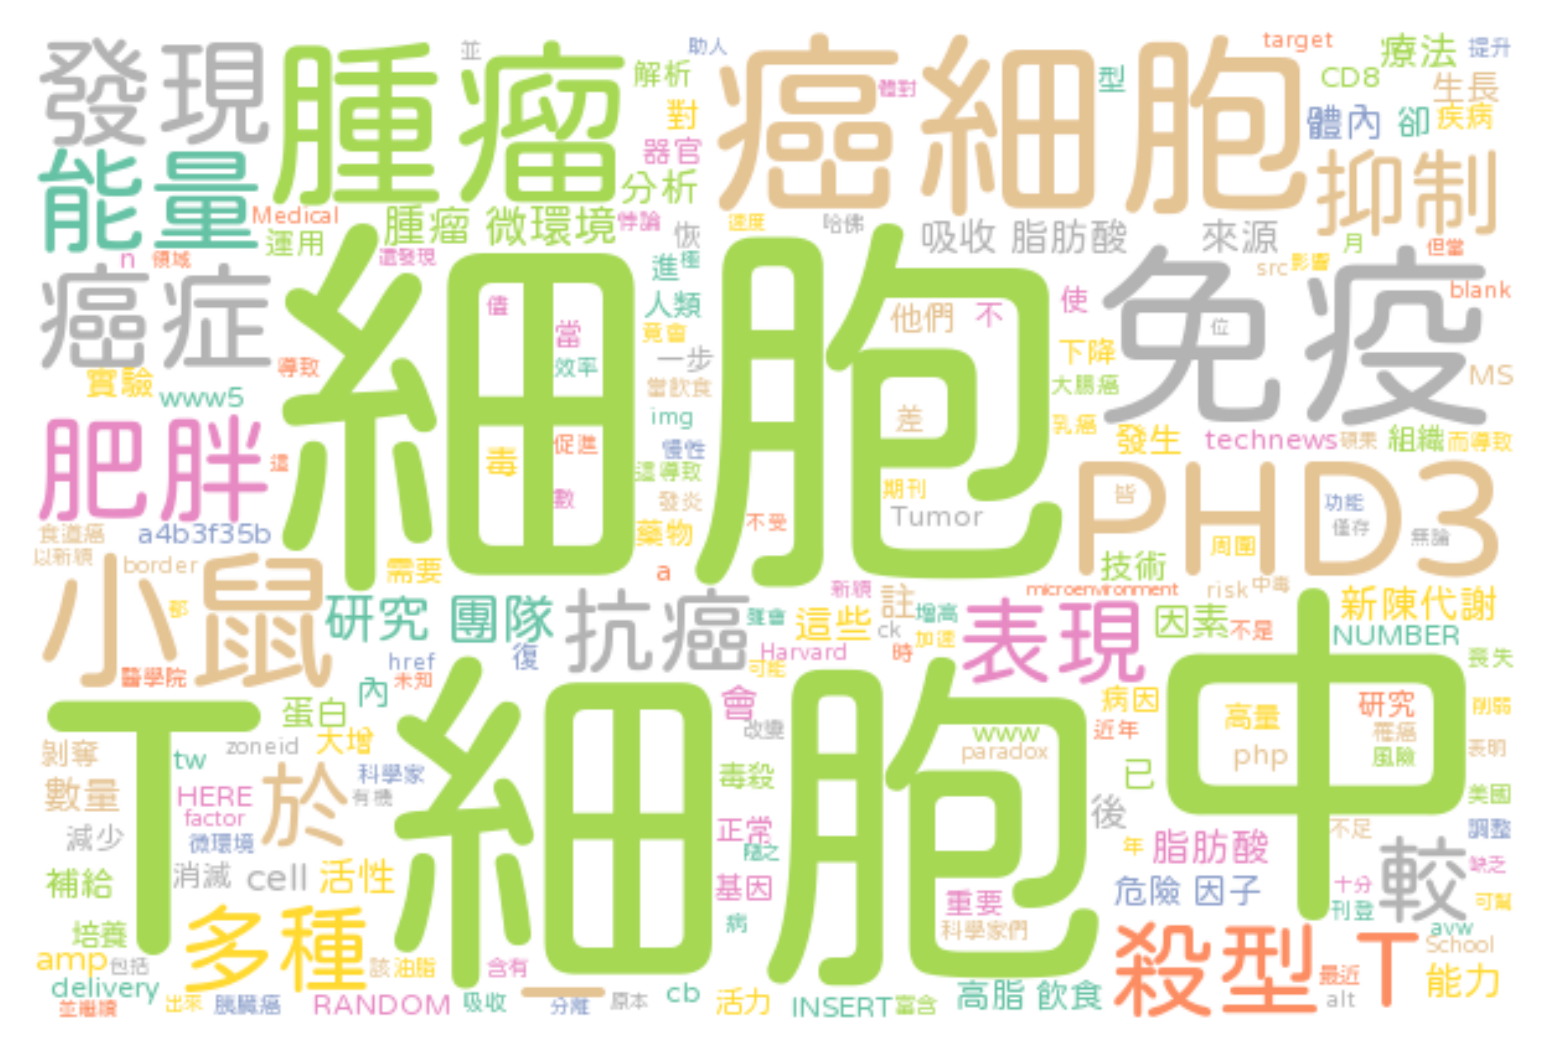 發現
腫瘤
並
助人
解析
癌細胞
體對
型
target
療法
提升
CD8
生長
對
體內
卻
疾病
能量
器官
分析
抑制
Medical
運用
腫瘤 微環境
悖論
恢
速度
哈佛
吸收 脂肪酸
來源
月
但當
n
領域
還發現
進
種
src
影響
癌症
細胞
免疫
blank
人類
儘
當
他們
不
使
位
竟會
導致
效率
一步
下降
MS
實驗
www5
當飲食
大腸癌
img
差
乳癌
肥胖
毒
促進
慢性
發生
technews
碩果
組織
而導致
這
還導致
數
發炎
期刊
PHD3
皆
功能
僅存
無論
食道癌
a4b3f35b
藥物
不受
Tumor
以新穎
border
小鼠
需要
a
周圍
技術
新穎
microenvironment
risk
中毒
都
研究 團隊
抗癌
雖會
這些
註
增高
ck
加速
表現
因素
不是
新陳代謝
NUMBER
醫學院
href
未知
復
Harvard
可能
時
喪失
T細胞中
蛋白
內
會
改變
www
paradox
病因
近年
高量
php
研究
罹癌
風險
削弱
表明
剝奪
tw
zoneid
大增
科學家
有機
毒殺
已
美國
數量
HERE
factor
於
後
減少
微環境
正常
隨之
年
脂肪酸
不足
調整
補給
消滅
cell
活性
基因
重要
危險 因子
十分
較
缺乏
刊登
可幫
培養
多種
病
科學家們
殺型 T
avw
School
amp
包括
該
油脂
含有
最近
能力
delivery
並繼續
出來
胰臟癌
RANDOM
吸收
分離
原本
cb
活力
INSERT
富含
高脂 飲食
alt